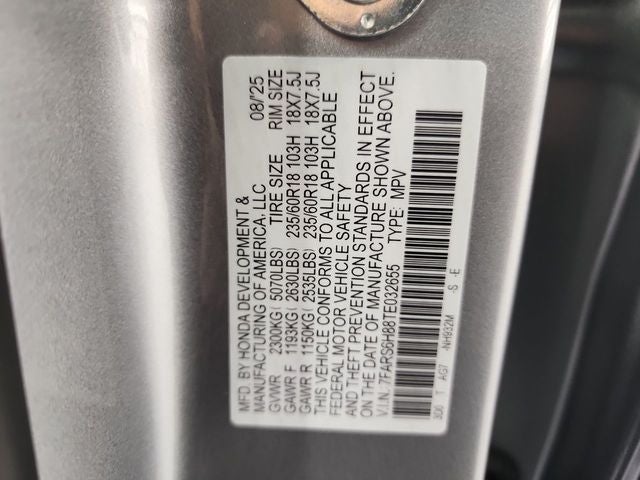 MFD. BY HONDA DEVELOPMENT & 08/'25
MANUFACTURING OF AMERICA, LLC
GVWR 2300KG( 5070LBS) TIRE SIZE RIM SIZE
GAWR F 1193KG( 2630LBS) 235/60R18 103H 18X7.5J
GAWR R 1150KG( 2535LBS) 235/60R18 103H 18X7.5J
THIS VEHICLE CONFORMS TO ALL APPLICABLE
FEDERAL MOTOR VEHICLE SAFETY
AND THEFT PREVENTION STANDARDS IN EFFECT
ON THE DATE OF MANUFACTURE SHOWN ABOVE.
V.I.N. 7FARS6H88TE032655 TYPE: MPV
300 T AG7 -NH932M -S -E